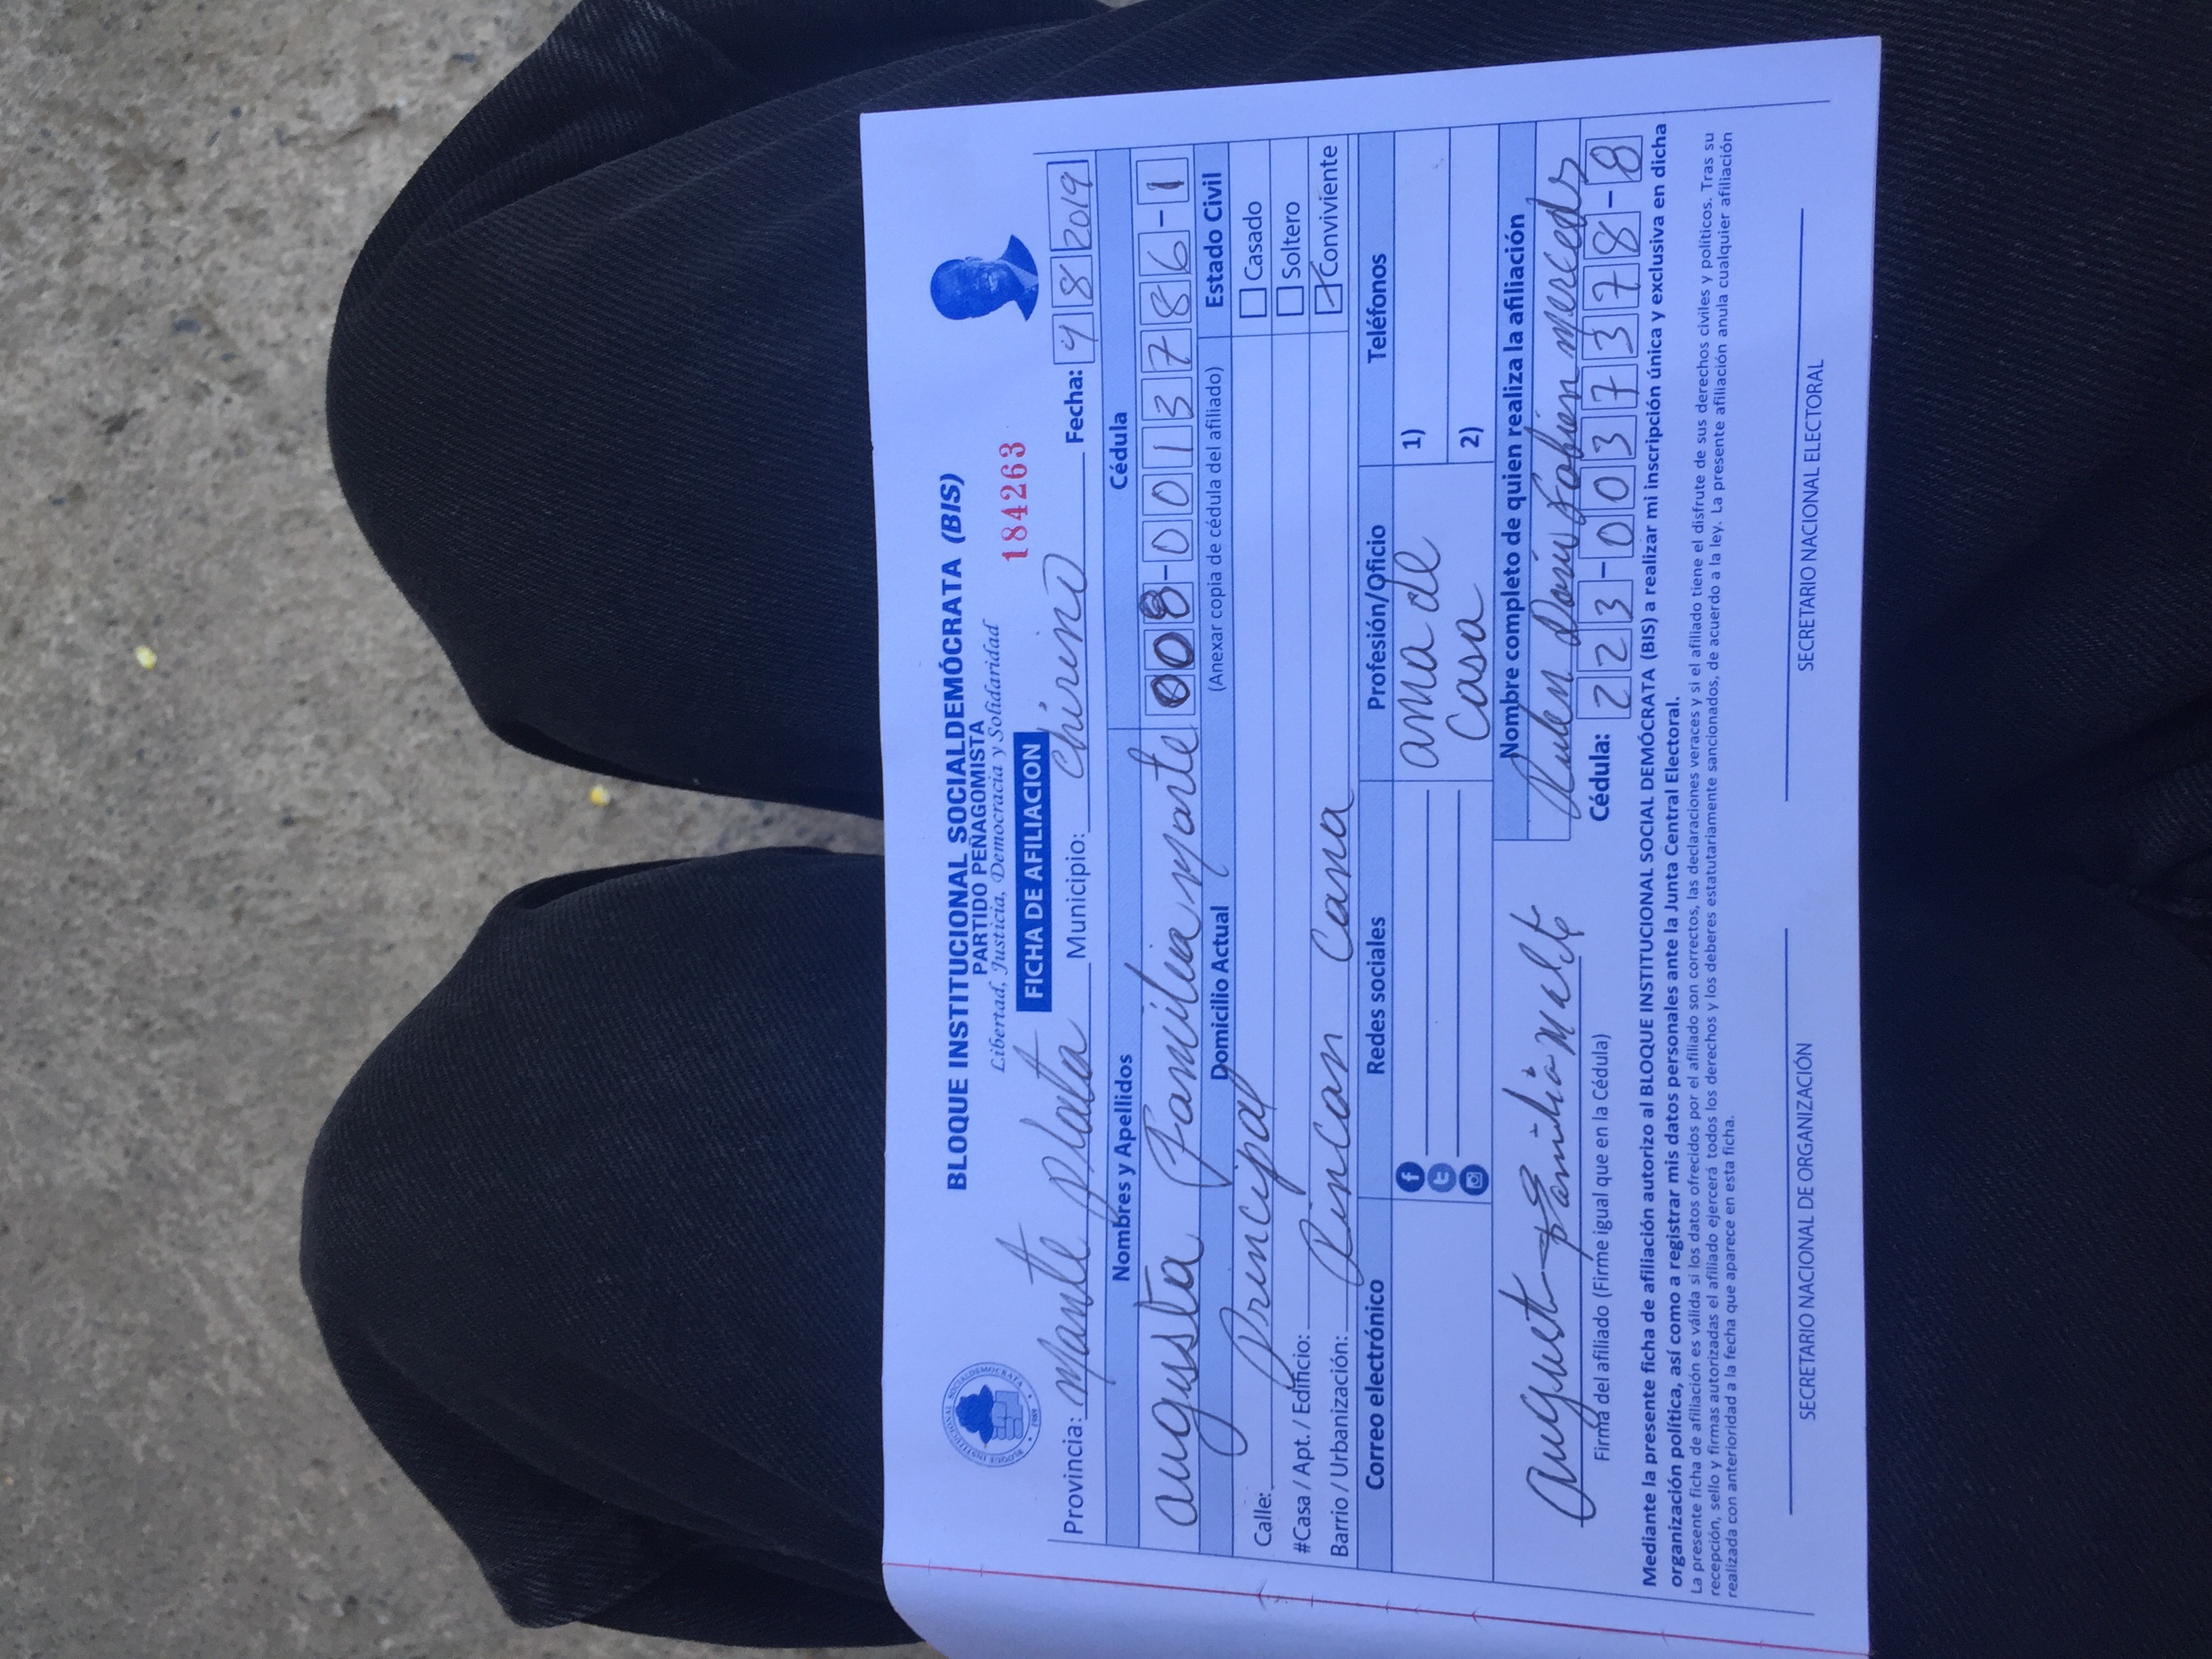 BLOQUE INSTITUCIONAL SOCIALDEMÓCRATA (BIS)
PARTIDO PEÑAGOMISTA
Libertad, Justicia, Democracia y Solidaridad
FICHA DE AFILIACION
184263
Provincia: Monte Plata Municipio: Chirino Fecha: 4 8 2019
Nombres y Apellidos Cédula
augusta Familia marte 008-0013786-1
Domicilio Actual (Anexar copia de cédula del afiliado) Estado Civil
Calle: Principal Casado
#Casa / Apt. / Edificio: Soltero
Barrio / Urbanización: Rincon Cana Conviviente
Correo electrónico Redes sociales Profesión/Oficio Teléfonos
ama de 1)
Casa 2)
Nombre completo de quien realiza la afiliación
Ruben Dario Fabien Mercedes
August Familia Malte
Cédula: 223-0037378-8
Firma del afiliado (Firme igual que en la Cédula)
Mediante la presente ficha de afiliación autorizo al BLOQUE INSTITUCIONAL SOCIAL DEMÓCRATA (BIS) a realizar mi inscripción única y exclusiva en dicha
organización política, así como a registrar mis datos personales ante la Junta Central Electoral.
La presente ficha de afiliación es válida si los datos ofrecidos por el afiliado son correctos, las declaraciones veraces y si el afiliado tiene el disfrute de sus derechos civiles y políticos. Tras su
recepción, sello y firmas autorizadas el afiliado ejercerá todos los derechos y los deberes estatutariamente sancionados, de acuerdo a la ley. La presente afiliación anula cualquier afiliación
realizada con anterioridad a la fecha que aparece en esta ficha.
SECRETARIO NACIONAL DE ORGANIZACIÓN SECRETARIO NACIONAL ELECTORAL